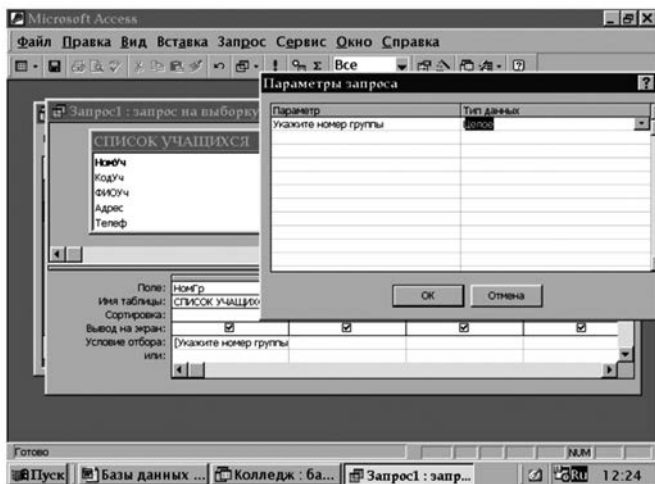 Microsoft Access
Файл Правка Вид Вставка Запрос Сервис Окно Справка
Все
Параметры запроса
Параметр Тип данных
Укажите номер группы Целое
Запрос1 : запрос на выборку
СПИСОК УЧАЩИХСЯ
НомУч
КодУч
ФИОУч
Адрес
Телеф
OK Отмена
Поле: НомГр
Имя таблицы: СПИСОК УЧАЩИХ
Сортировка:
Вывод на экран:
Условие отбора: [Укажите номер группы
или:
Готово NUM
Пуск Базы данных ... Колледж : ба... Запрос1 : запр... Ru 12:24